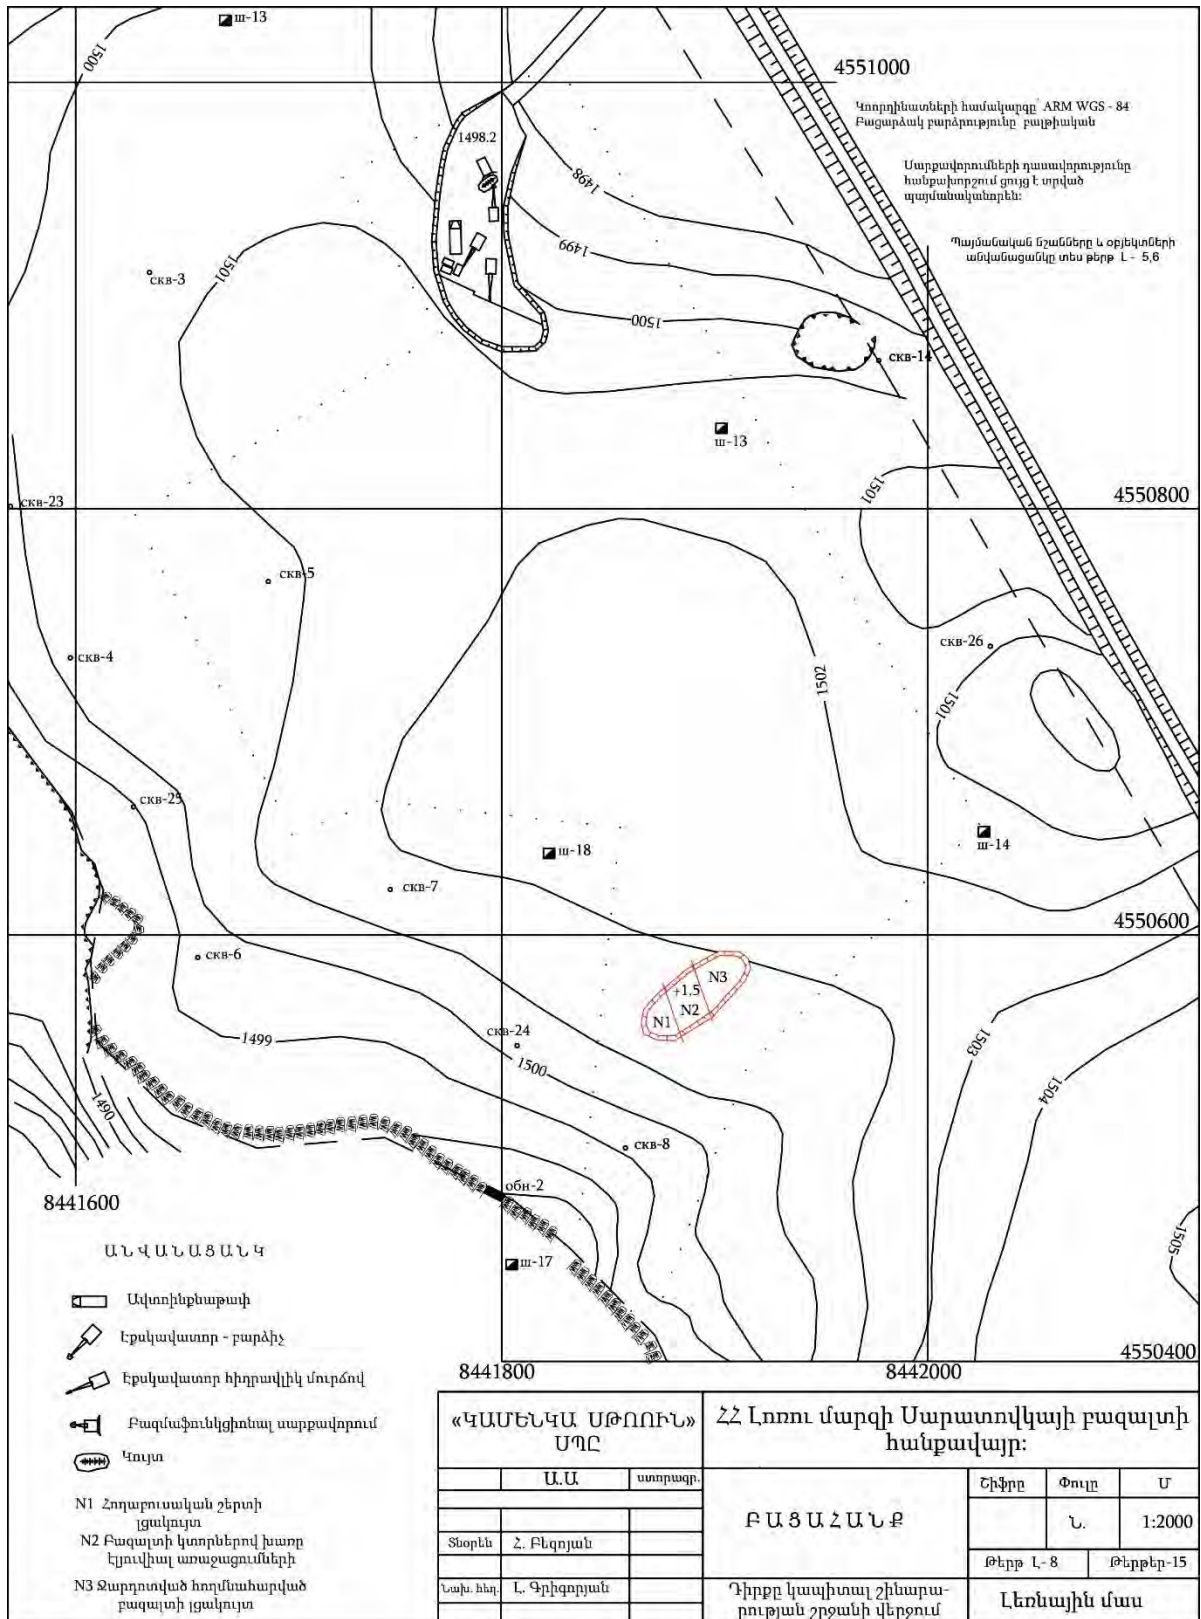 ш-13
1500
4551000
Կոորդինատների համակարգը՝ ARM WGS - 84
Բացարձակ բարձրությունը՝ բալթիական
1498.2
1498
Սարքավորումների դասավորությունը
հանքախորշում ցույց է տրված
պայմանականորեն:
1499
Պայմանական նշանները և օբյեկտների
անվանացանկը տես թերթ Լ - 5,6
скв-3
1501
1500
скв-14
ш-13
1501
4550800
скв-23
скв-5
скв-4
скв-26
1502
1501
скв-25
ш-18
ш-14
скв-7
4550600
скв-6
N3
+1.5
N2
N1
1499
скв-24
1500
1503
1504
1490
скв-8
обн-2
8441600
1505
ш-17
ԱՆՎԱՆԱՑԱՆԿ
Ավտոինքնաթափ
Էքսկավատոր - բարձիչ
Էքսկավատոր հիդրավլիկ մուրճով
Բազմաֆունկցիոնալ սարքավորում
Կույտ
N1 Հողաբուսական շերտի
լցակույտ
N2 Բազալտի կտորներով խառը
էլյուվիալ առաջացումների
N3 Ջարդոտված հողմնահարված
բազալտի լցակույտ
8441800
8442000
4550400
«ԿԱՄԵՆԿԱ ՍԹՈՈՒՆ»
ՍՊԸ
ՀՀ Լոռու մարզի Սարատովկայի բազալտի
հանքավայր:
Ա.Ա
ստորագր.
ԲԱՑԱՀԱՆՔ
Շիֆրը
Փուլը
Մ
Ն.
1:2000
Տնօրեն
Հ. Բեզոյան
Թերթ Լ-8
Թերթեր-15
Նախ. հեղ.
Լ. Գրիգորյան
Դիրքը կապիտալ շինարա-
րության շրջանի վերջում
Լեռնային մաս